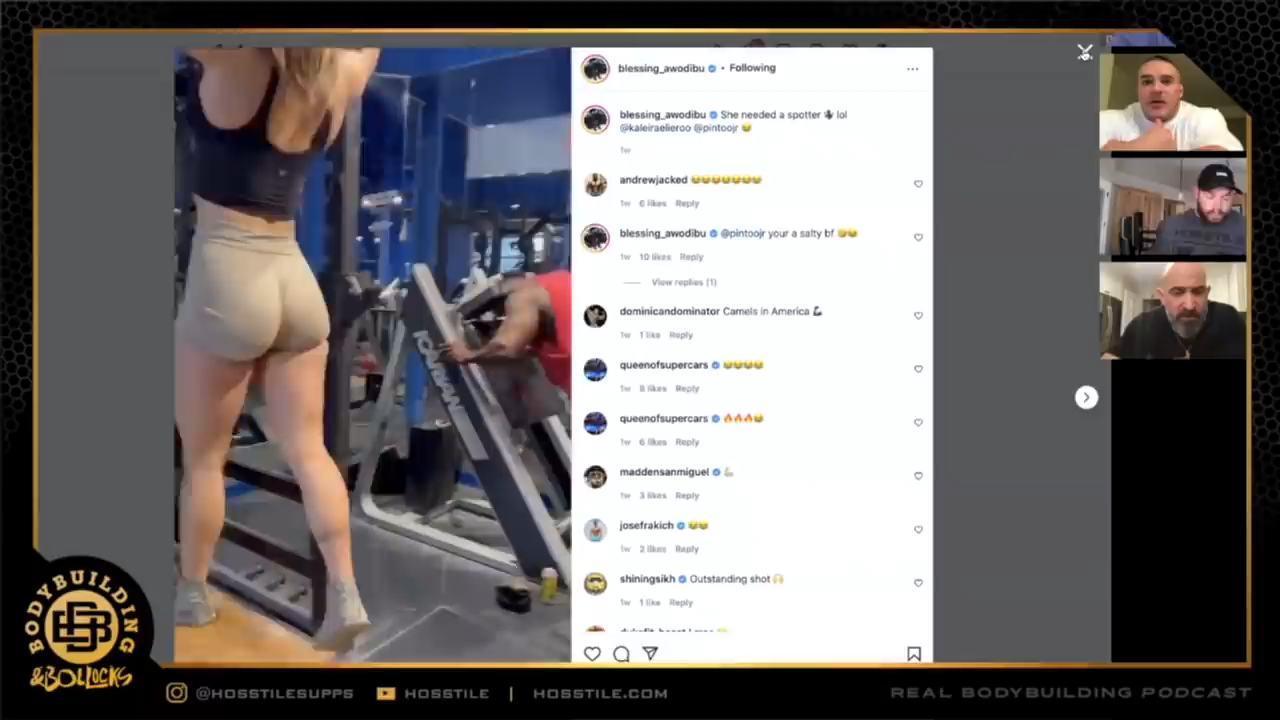 blessing_awodibu • Following
blessing_awodibu She needed a spotter 🕷 lol
@kaleiraelieroo @pintoojr 😂
1w
andrewjacked 😂😂😂😂😂😂😂
1w 6 likes Reply
blessing_awodibu @pintoojr your a salty bf 😂😂
1w 10 likes Reply
View replies (1)
dominicandominator Camels in America 💪🏿
1w 1 like Reply
queenofsupercars 😂😂😂😂
1w 8 likes Reply
queenofsupercars 🔥🔥🔥😂
1w 6 likes Reply
maddensanmiguel 💪🏼
1w 3 likes Reply
josefrakich 😂😂
1w 2 likes Reply
shiningsikh Outstanding shot 🙌
1w 1 like Reply
IRONMAN
HOSSTILE
BODYBUILDING
&BOLLOCKS
@HOSSTILESUPPS HOSSTILE | HOSSTILE.COM
REAL BODYBUILDING PODCAST